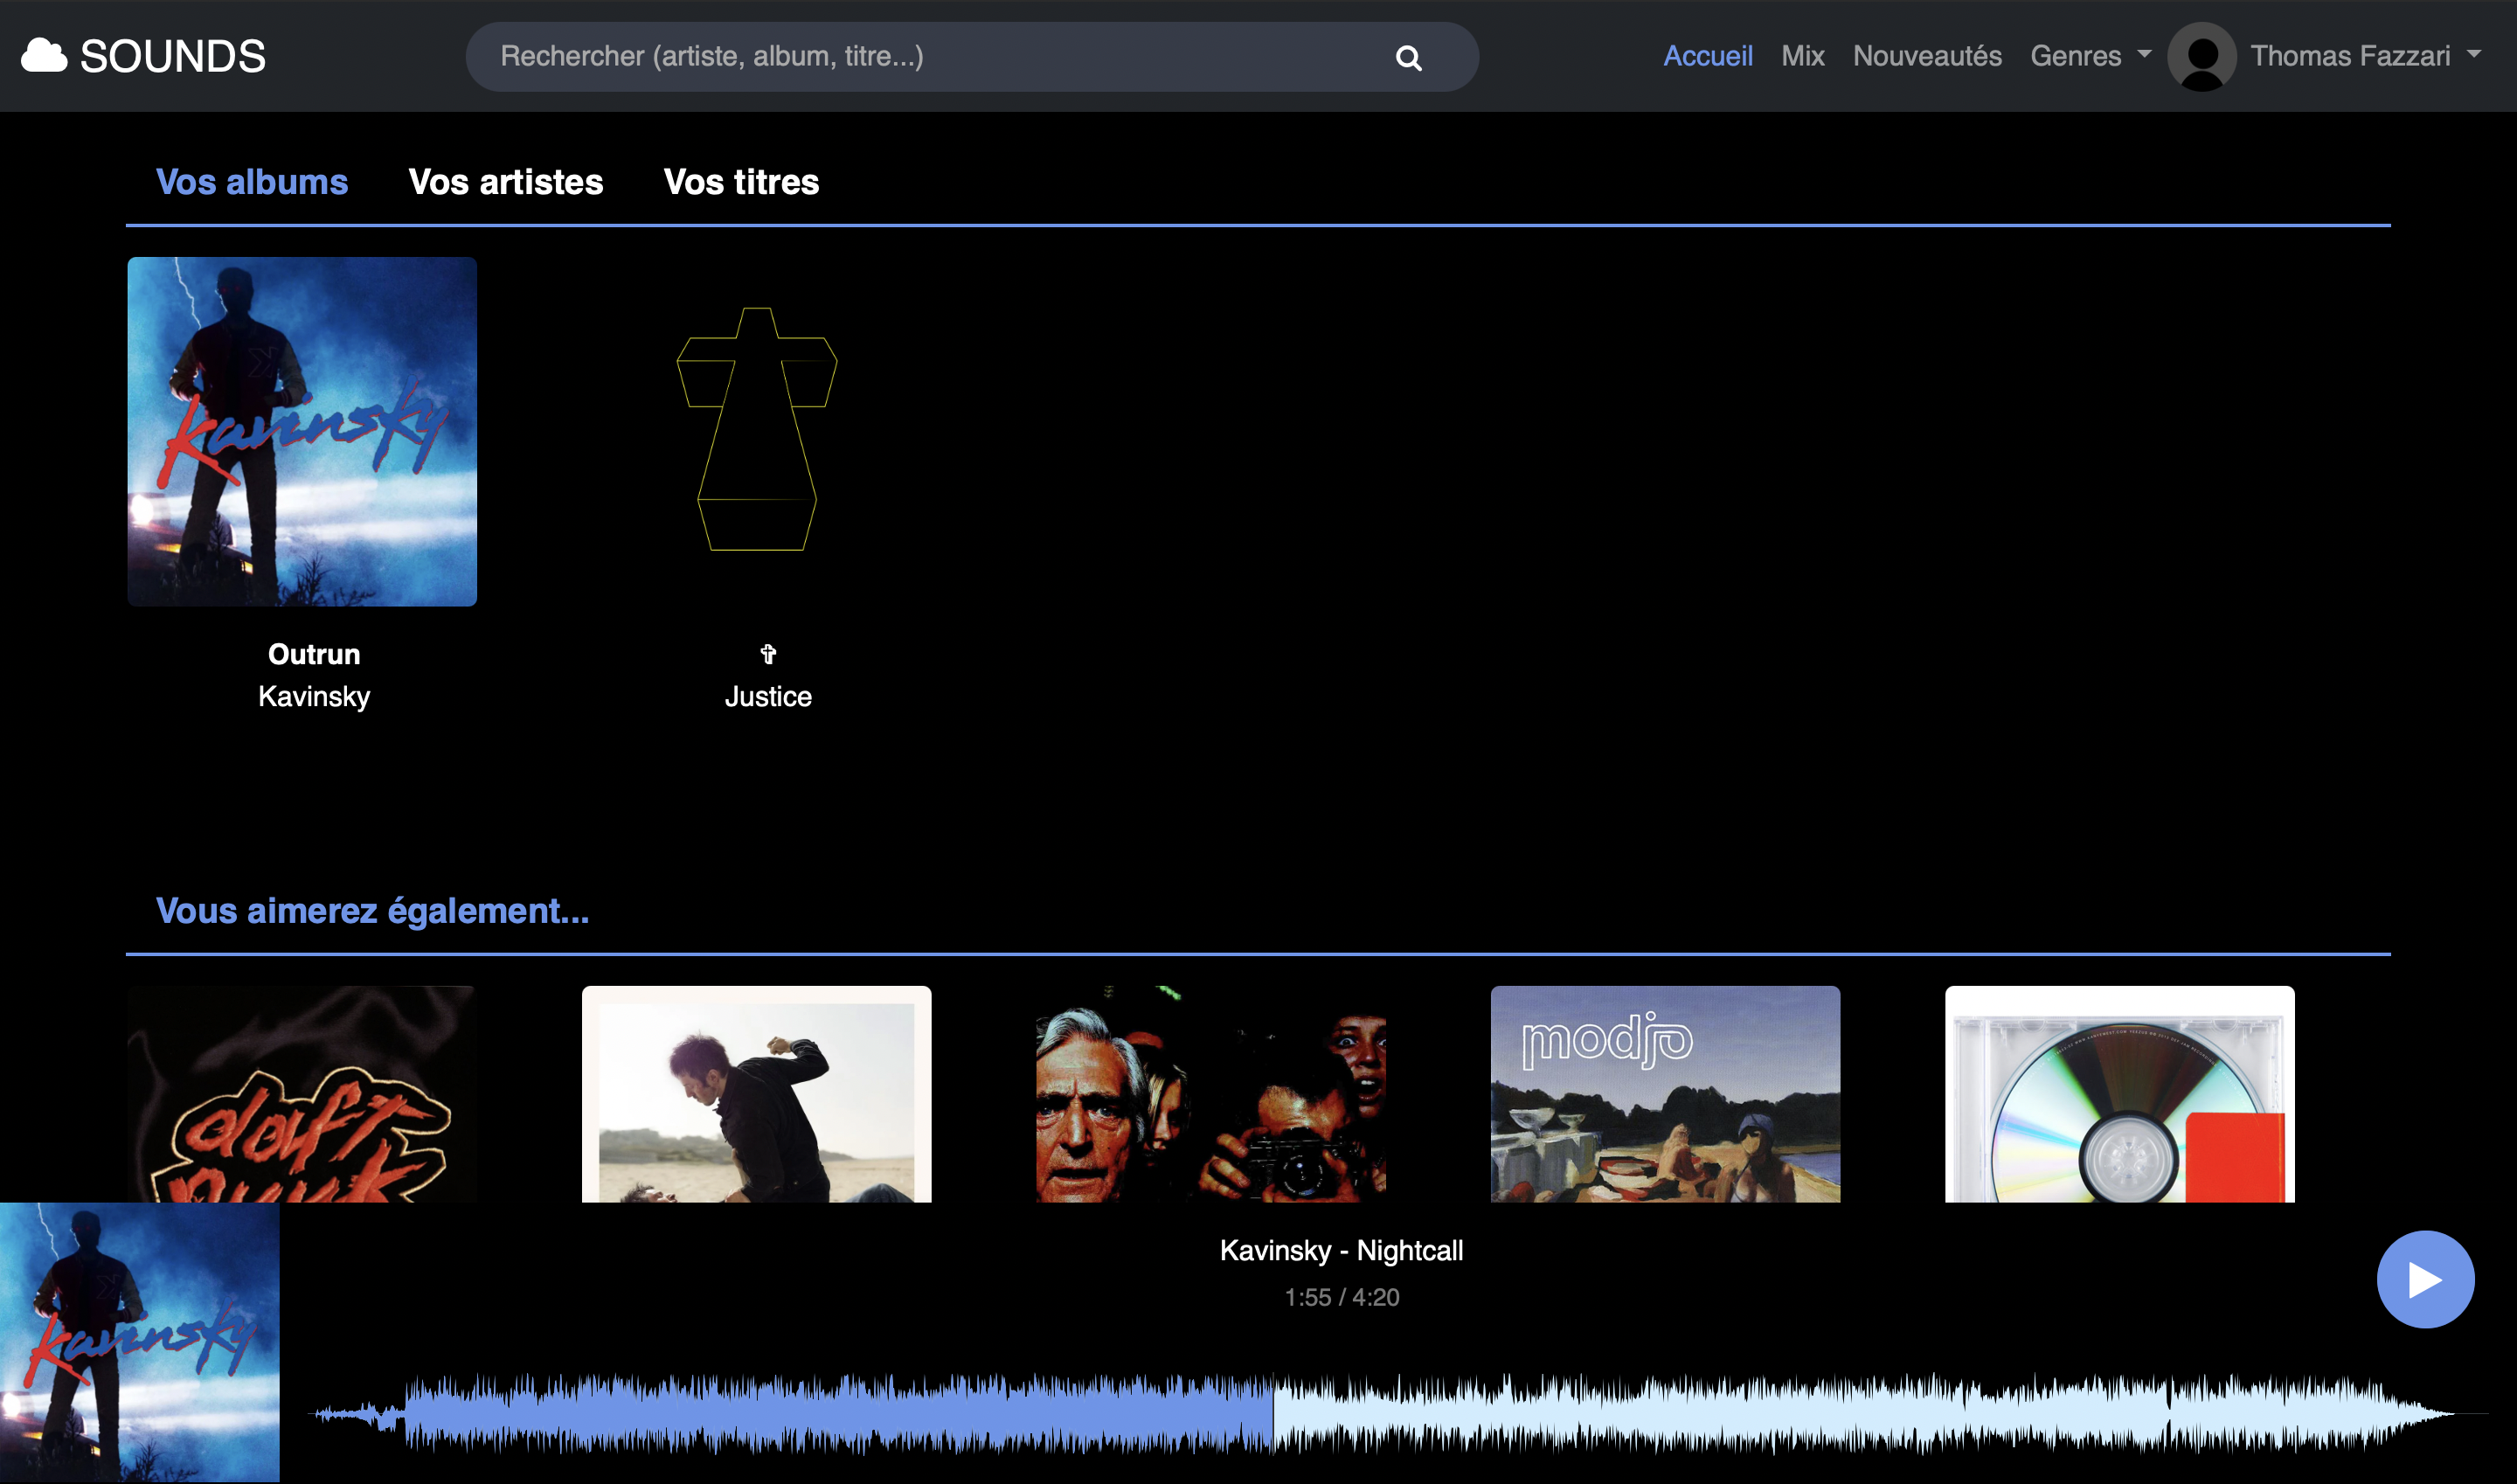 SOUNDS
Rechercher (artiste, album, titre...)
Accueil Mix Nouveautés Genres Thomas Fazzari
Vos albums Vos artistes Vos titres
Kavinsky
Outrun
Kavinsky
✞
Justice
Vous aimerez également...
daft
punk
modjo
Kavinsky - Nightcall
1:55 / 4:20
Kavinsky